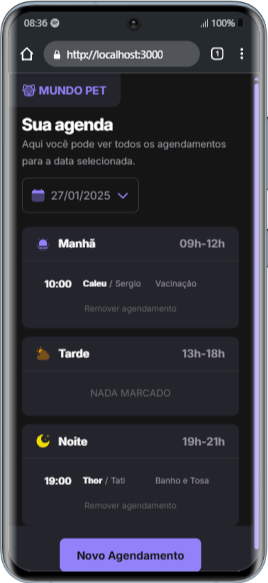 08:36 100%
http://localhost:3000 1
MUNDO PET
Sua agenda
Aqui você pode ver todos os agendamentos
para a data selecionada.
27/01/2025
Manhã 09h-12h
10:00 Caleu / Sergio Vacinação
Remover agendamento
Tarde 13h-18h
NADA MARCADO
Noite 19h-21h
19:00 Thor / Tati Banho e Tosa
Remover agendamento
Novo Agendamento